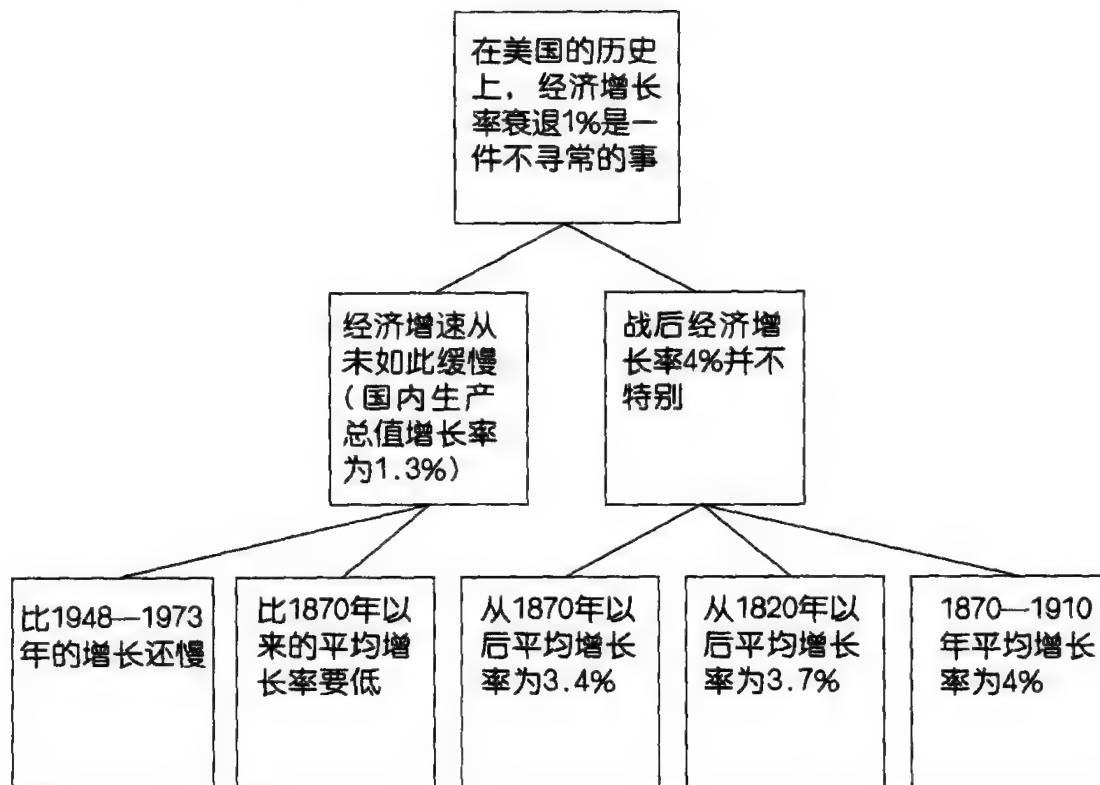 在美国的历史
上，经济增长
率衰退1%是一
件不寻常的事
经济增速从
未如此缓慢
（国内生产
总值增长率
为1.3%）
战后经济增
长率4%并不
特别
比1948—1973
年的增长还慢
比1870年以
来的平均增
长率要低
从1870年以
后平均增长
率为3.4%
从1820年以
后平均增长
率为3.7%
1870—1910
年平均增长
率为4%